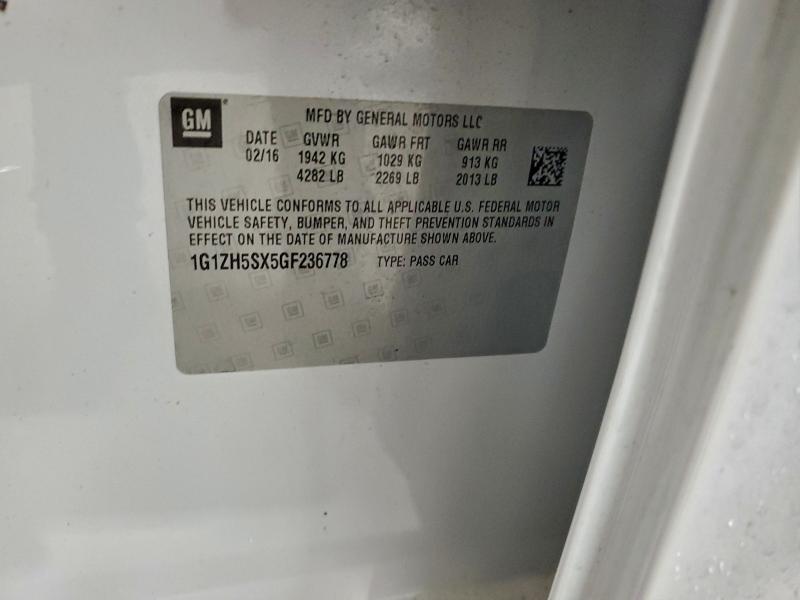 GM
MFD BY GENERAL MOTORS LLC
DATE GVWR GAWR FRT GAWR RR
02/16 1942 KG 1029 KG 913 KG
4282 LB 2269 LB 2013 LB
THIS VEHICLE CONFORMS TO ALL APPLICABLE U.S. FEDERAL MOTOR
VEHICLE SAFETY, BUMPER, AND THEFT PREVENTION STANDARDS IN
EFFECT ON THE DATE OF MANUFACTURE SHOWN ABOVE.
1G1ZH5SX5GF236778 TYPE: PASS CAR